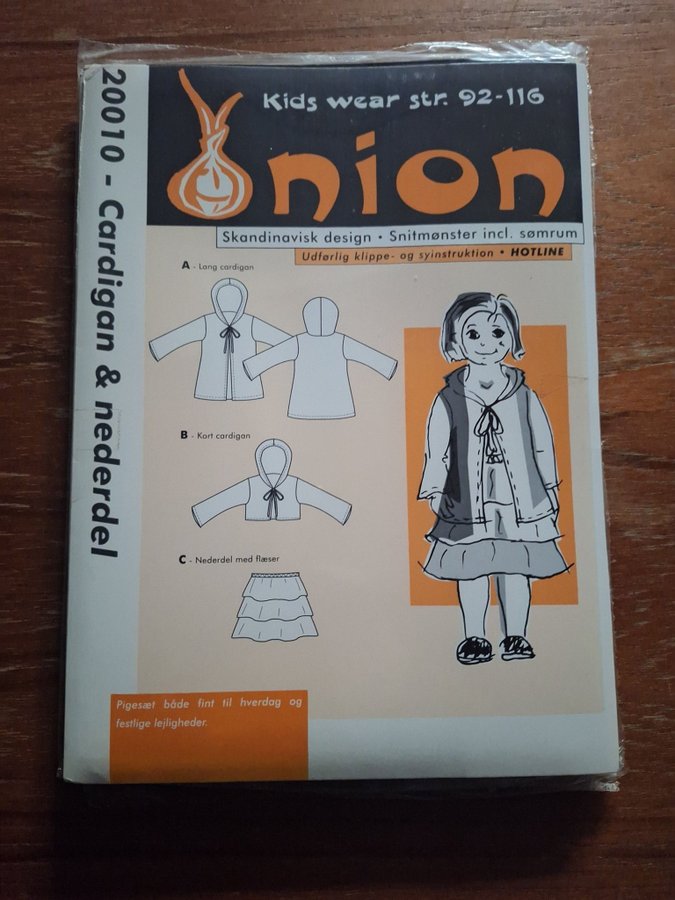 20010 - Cardigan & nederdel
Kids wear str. 92-116
Onion
Skandinavisk design • Snitmønster incl. sømrum
Udførlig klippe- og syinstruktion • HOTLINE
A - Lang cardigan
B - Kort cardigan
C - Nederdel med flæser
Pigesæt både fint til hverdag og
festlige lejligheder.